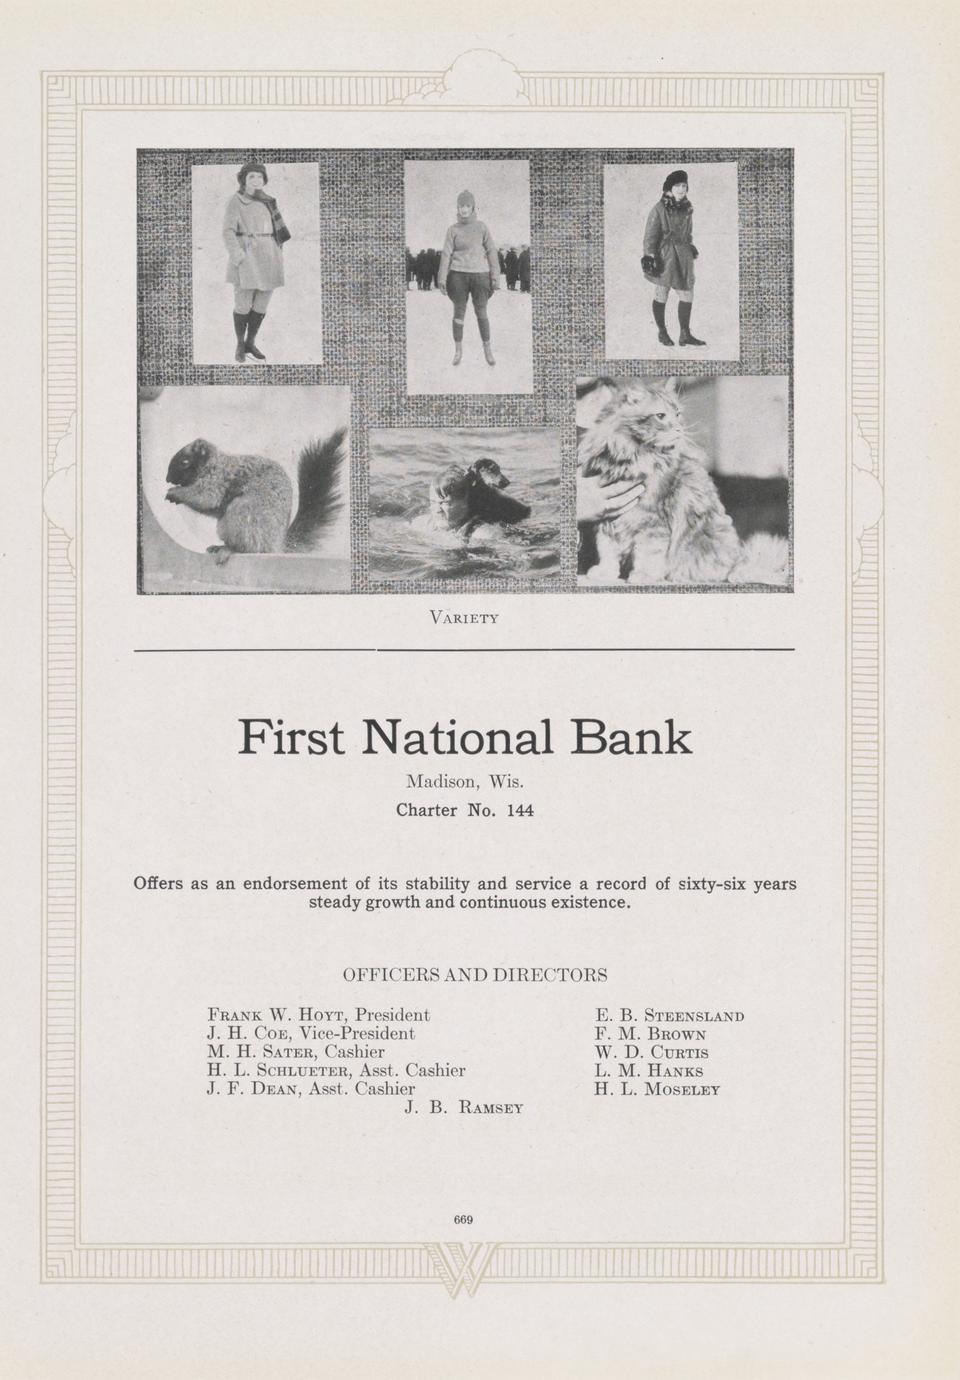 VARIETY
First National Bank
Madison, Wis.
Charter No. 144
Offers as an endorsement of its stability and service a record of sixty-six years
steady growth and continuous existence.
OFFICERS AND DIRECTORS
FRANK W. HOYT, President
J. H. COE, Vice-President
M. H. SATER, Cashier
H. L. SCHLUETER, Asst. Cashier
J. F. DEAN, Asst. Cashier
E. B. STEENSLAND
F. M. BROWN
W. D. CURTIS
L. M. HANKS
H. L. MOSELEY
J. B. RAMSEY
669
W